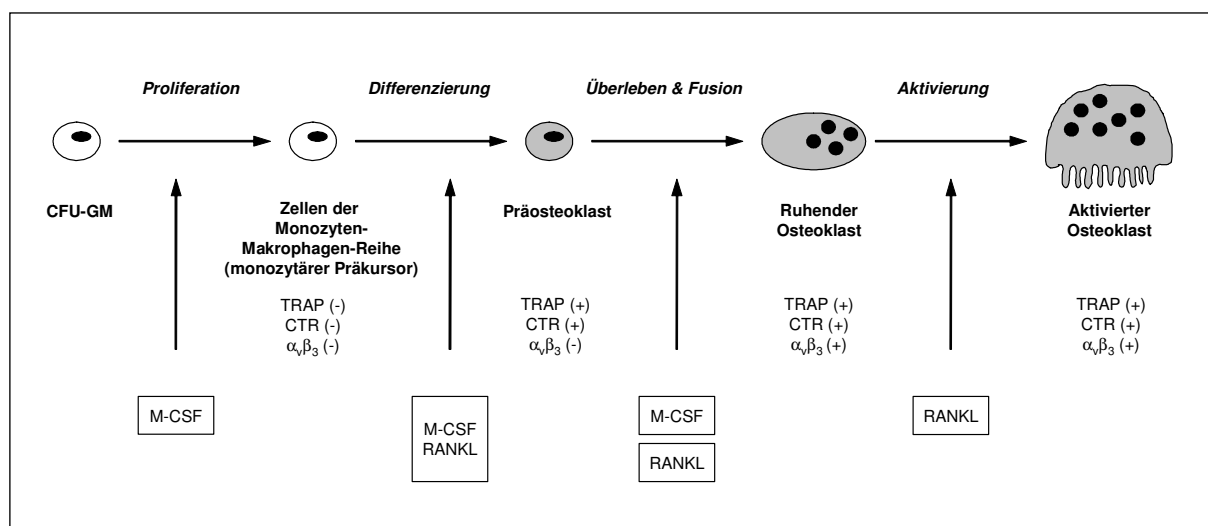 Proliferation
Differenzierung
Überleben & Fusion
Aktivierung
CFU-GM
Zellen der
Monozyten-
Makrophagen-Reihe
(monozytärer Präkursor)
Präosteoklast
Ruhender
Osteoklast
Aktivierter
Osteoklast
TRAP (-)
CTR (-)
αvβ3 (-)
TRAP (+)
CTR (+)
αvβ3 (-)
TRAP (+)
CTR (+)
αvβ3 (+)
TRAP (+)
CTR (+)
αvβ3 (+)
M-CSF
M-CSF
RANKL
M-CSF
RANKL
RANKL